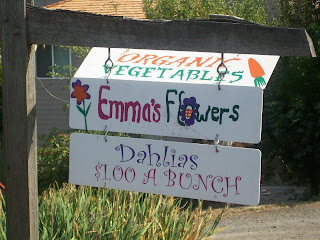 ORGANIC
VEGETABLES
Emma's Flowers
Dahlias
$1.00 A BUNCH